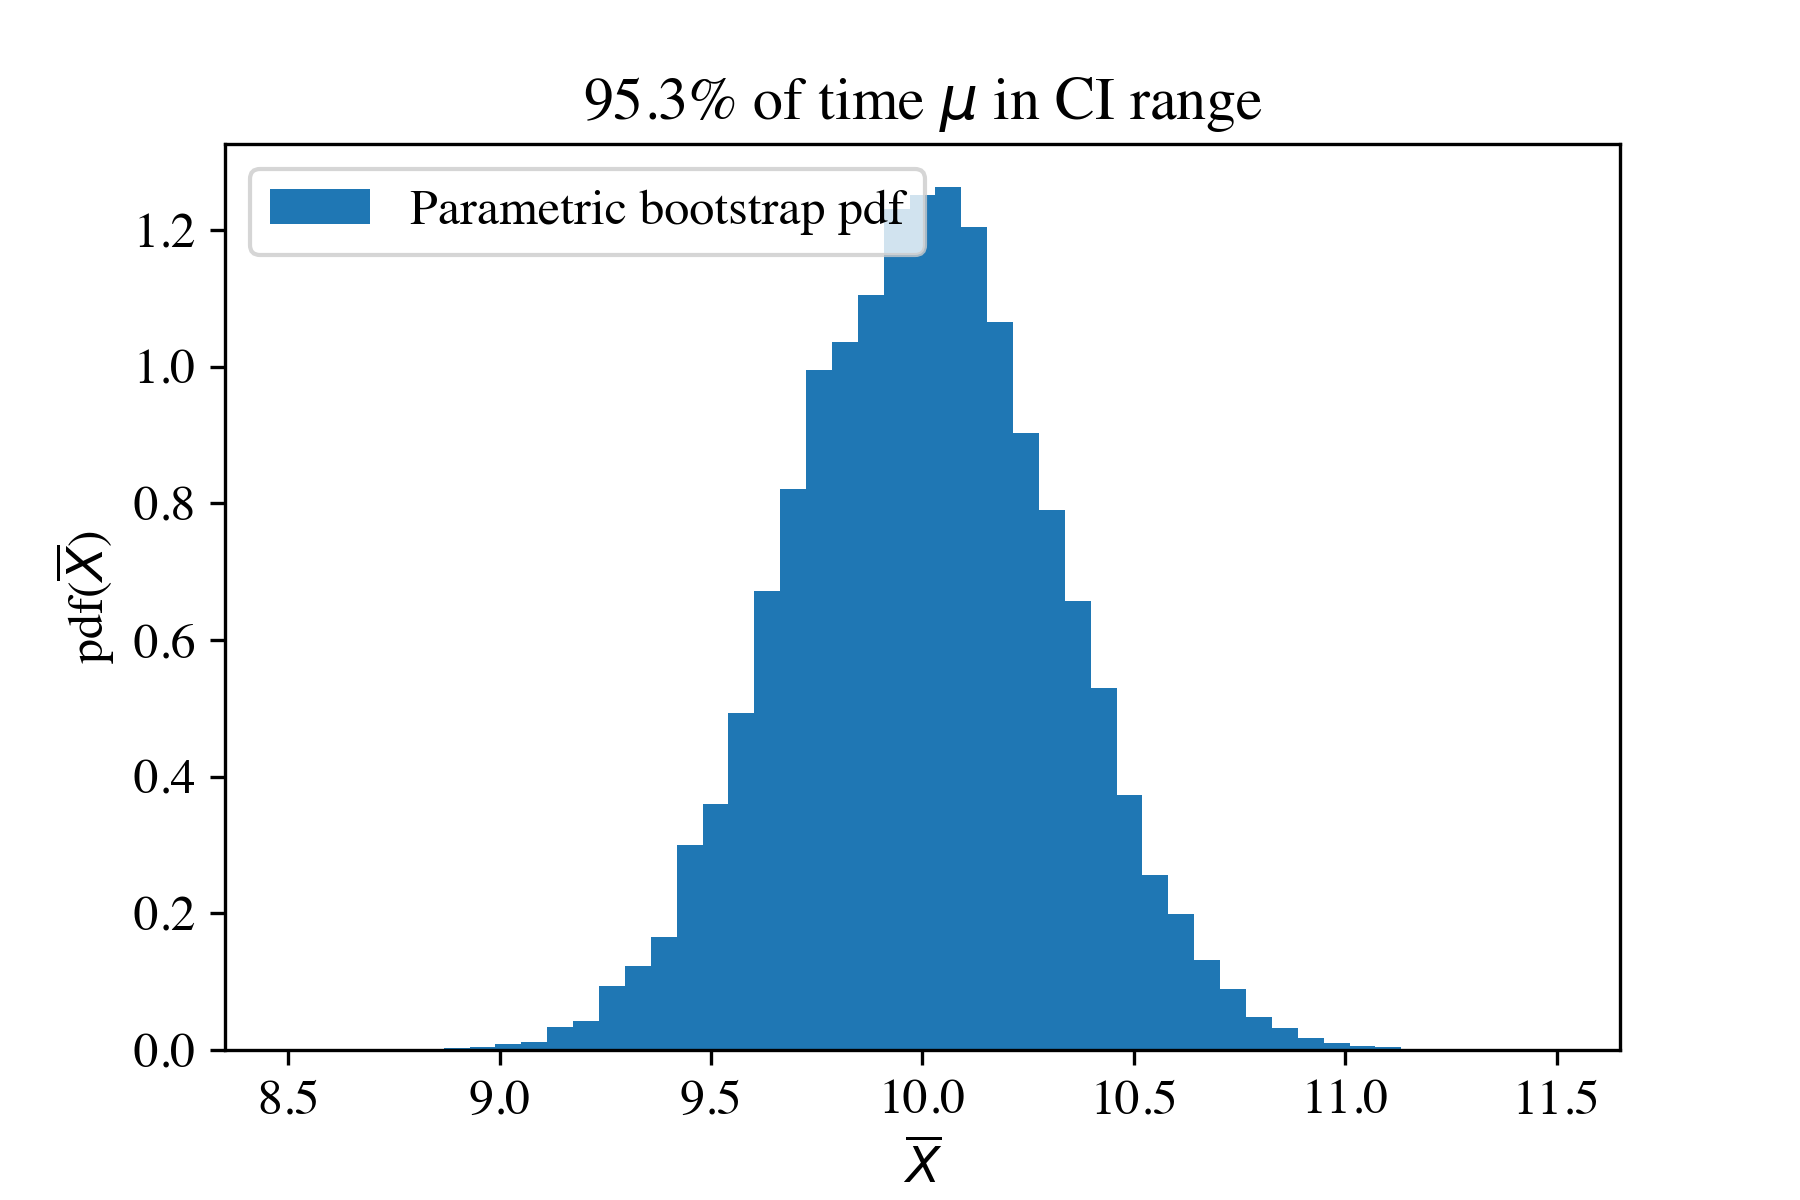 95.3% of time μ in CI range
Parametric bootstrap pdf
1.2
1.0
0.8
0.6
0.4
0.2
0.0
pdf(X̅)
8.5 9.0 9.5 10.0 10.5 11.0 11.5
X̅